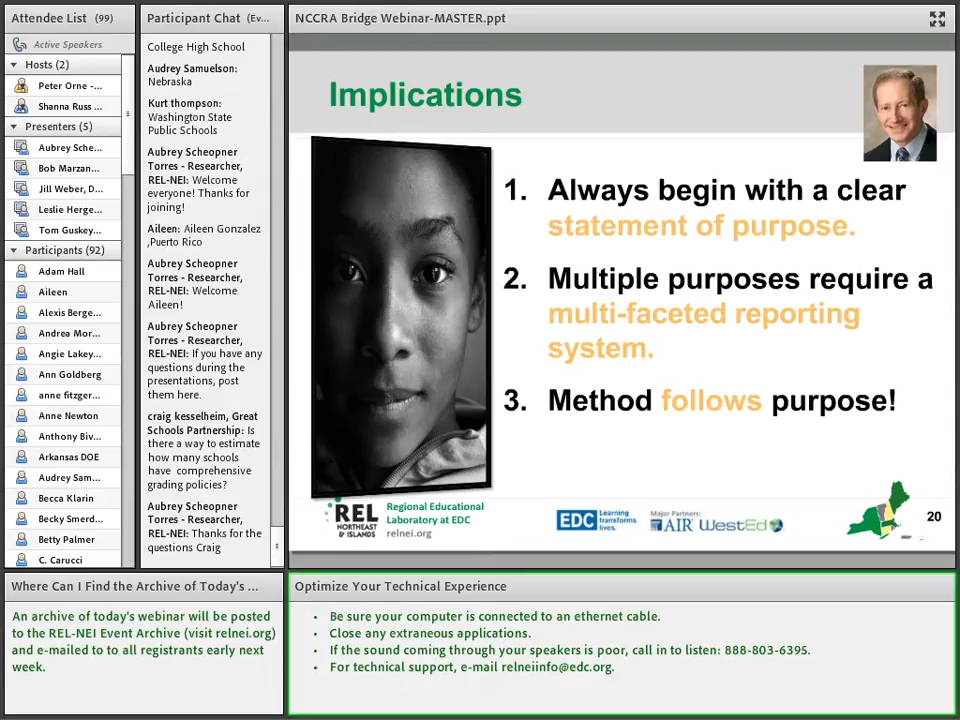 Attendee List (99)
Active Speakers
Hosts (2)
Peter Orne -...
Shanna Russ ...
Presenters (5)
Aubrey Sche...
Bob Marzan...
Jill Weber, D...
Leslie Herge...
Tom Guskey...
Participants (92)
Adam Hall
Aileen
Alexis Berge...
Andrea Mor...
Angie Lakey...
Ann Goldberg
anne fitzger...
Anne Newton
Anthony Biv...
Arkansas DOE
Audrey Sam...
Becca Klarin
Becky Smerd...
Betty Palmer
C. Carucci
Participant Chat (Ev...
College High School
Audrey Samuelson:
Nebraska
Kurt thompson:
Washington State
Public Schools
Aubrey Scheopner
Torres - Researcher,
REL-NEI: Welcome
everyone! Thanks for
joining!
Aileen: Aileen Gonzalez
,Puerto Rico
Aubrey Scheopner
Torres - Researcher,
REL-NEI: Welcome
Aileen!
Aubrey Scheopner
Torres - Researcher,
REL-NEI: If you have any
questions during the
presentations, post
them here.
craig kesselheim, Great
Schools Partnership: Is
there a way to estimate
how many schools
have comprehensive
grading policies?
Aubrey Scheopner
Torres - Researcher,
REL-NEI: Thanks for the
questions Craig
NCCRA Bridge Webinar-MASTER.ppt
Implications
1. Always begin with a clear
statement of purpose.
2. Multiple purposes require a
multi-faceted reporting
system.
3. Method follows purpose!
REL
NORTHEAST
& ISLANDS
Regional Educational
Laboratory at EDC
relnei.org
EDC Learning
transforms
lives.
Major Partners:
AIR WestEd
20
Where Can I Find the Archive of Today's ...
An archive of today's webinar will be posted
to the REL-NEI Event Archive (visit relnei.org)
and e-mailed to to all registrants early next
week.
Optimize Your Technical Experience
• Be sure your computer is connected to an ethernet cable.
• Close any extraneous applications.
• If the sound coming through your speakers is poor, call in to listen: 888-803-6395.
• For technical support, e-mail relneiinfo@edc.org.